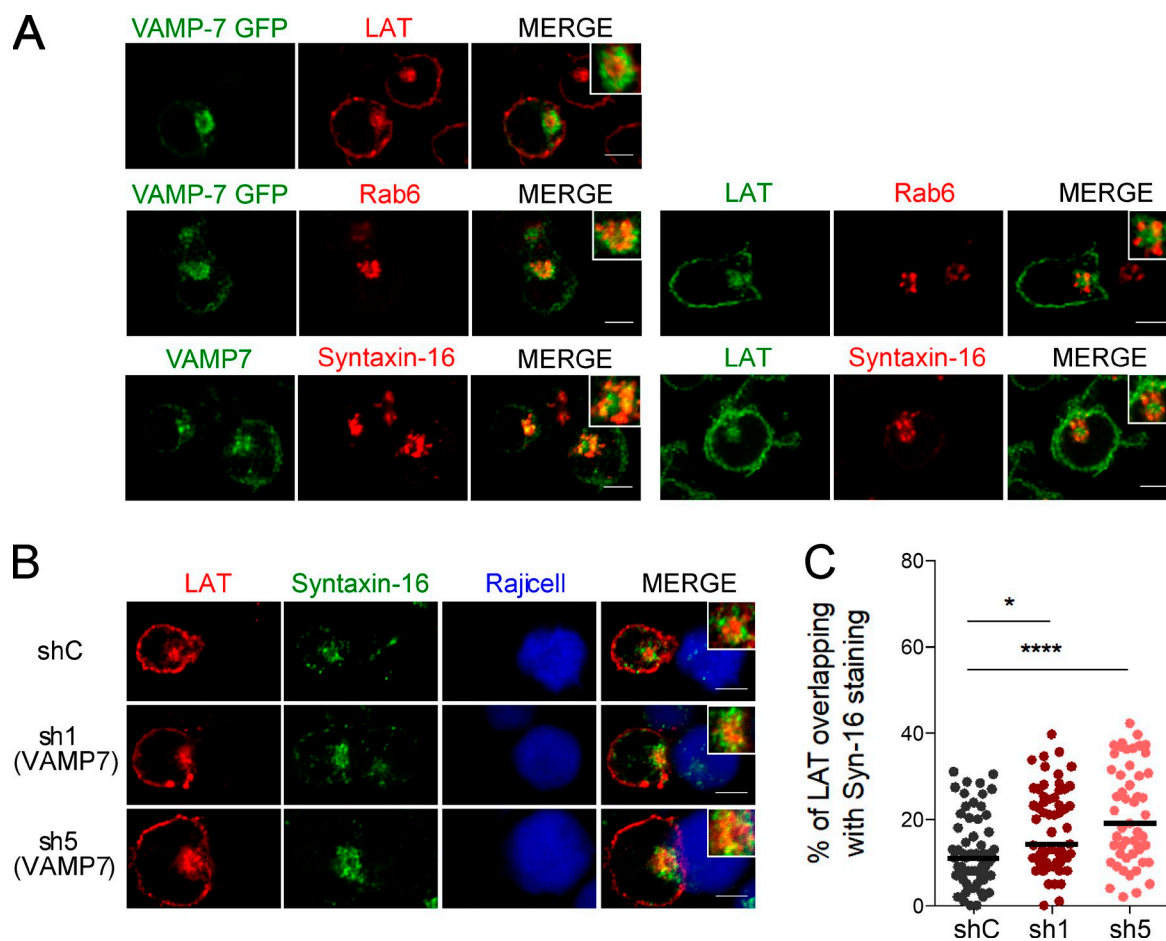 A
VAMP-7 GFP LAT MERGE
VAMP-7 GFP Rab6 MERGE LAT Rab6 MERGE
VAMP7 Syntaxin-16 MERGE LAT Syntaxin-16 MERGE
B
LAT Syntaxin-16 Rajicell MERGE
shC
sh1
(VAMP7)
sh5
(VAMP7)
C
% of LAT overlapping
with Syn-16 staining
80
60
40
20
0
*
****
shC sh1 sh5